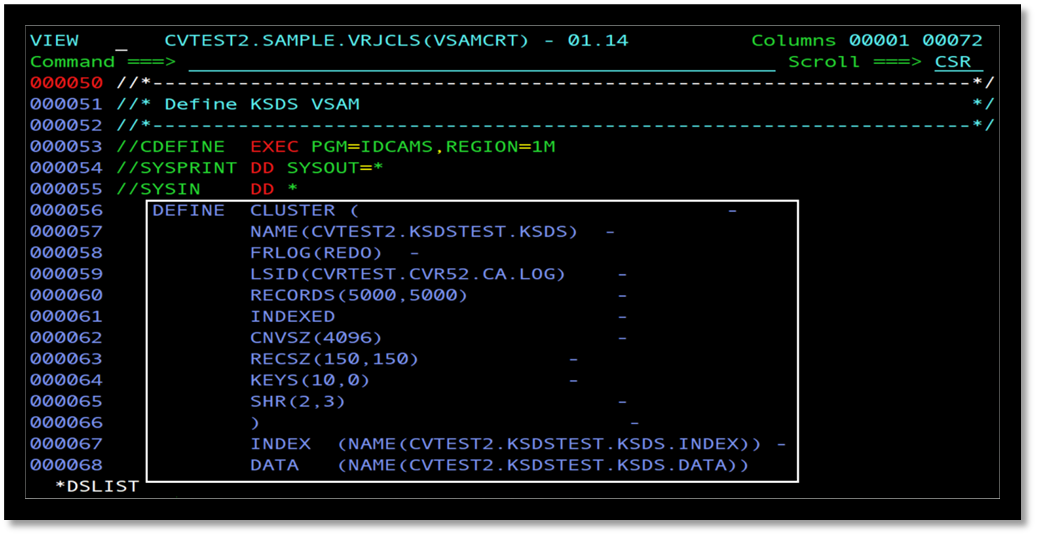 VIEW _ CVTEST2.SAMPLE.VRJCLS(VSAMCRT) - 01.14 Columns 00001 00072
Command ===> Scroll ===> CSR
000050 //*-------------------------------------------------------------------*/
000051 //* Define KSDS VSAM */
000052 //*-------------------------------------------------------------------*/
000053 //CDEFINE EXEC PGM=IDCAMS,REGION=1M
000054 //SYSPRINT DD SYSOUT=*
000055 //SYSIN DD *
000056 DEFINE CLUSTER ( -
000057 NAME(CVTEST2.KSDSTEST.KSDS) -
000058 FRLOG(REDO) -
000059 LSID(CVRTEST.CVR52.CA.LOG) -
000060 RECORDS(5000,5000) -
000061 INDEXED -
000062 CNVSZ(4096) -
000063 RECSZ(150,150) -
000064 KEYS(10,0) -
000065 SHR(2,3) -
000066 ) -
000067 INDEX (NAME(CVTEST2.KSDSTEST.KSDS.INDEX)) -
000068 DATA (NAME(CVTEST2.KSDSTEST.KSDS.DATA))
*DSLIST